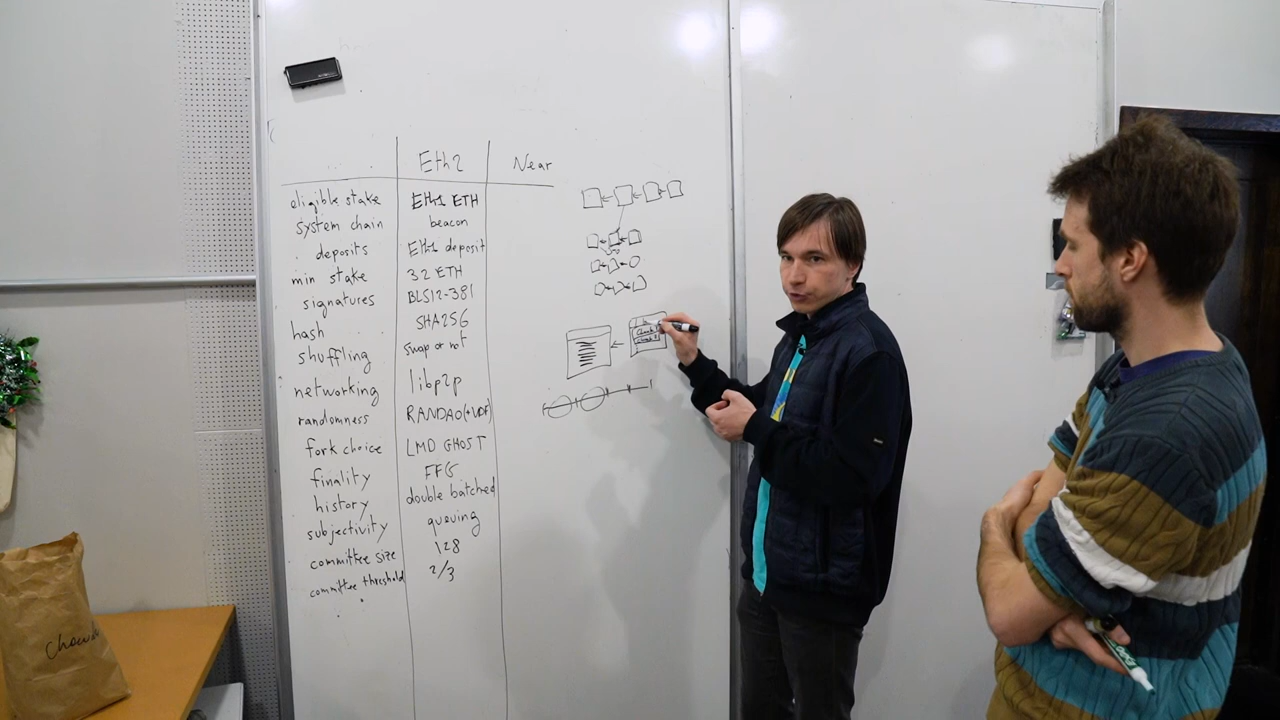 Eth2 Near
eligible stake Eth1 ETH
system chain beacon
deposits Eth1 deposit
min stake 32 ETH
signatures BLS12-381
hash SHA256
shuffling swap or not
networking libp2p
randomness RANDAO(+VDF)
fork choice LMD GHOST
finality FFG
history double batched
subjectivity queuing
committee size 128
committee threshold 2/3